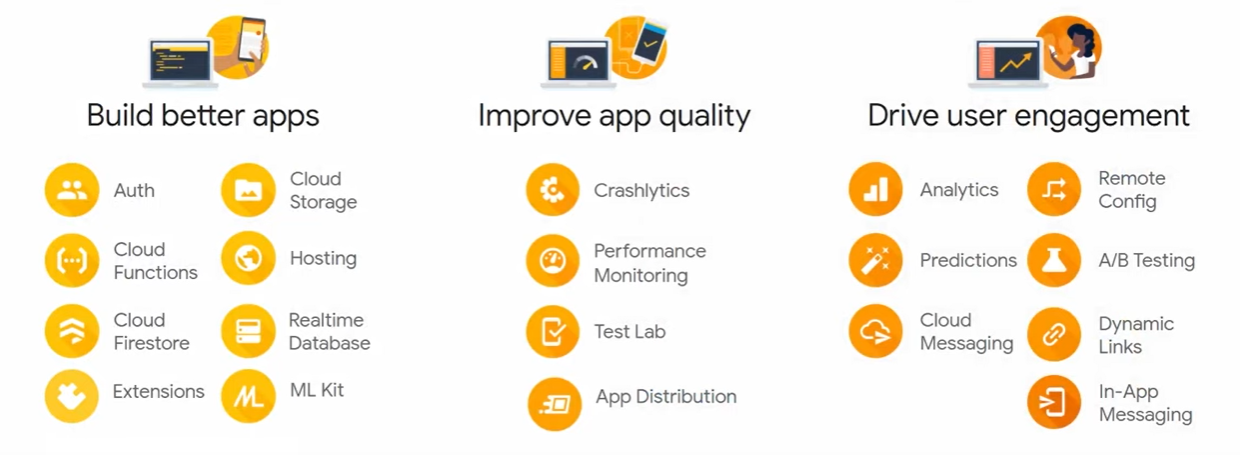 Build better apps
Auth
Cloud
Storage
Cloud
Functions
Hosting
Cloud
Firestore
Realtime
Database
Extensions
ML Kit
Improve app quality
Crashlytics
Performance
Monitoring
Test Lab
App Distribution
Drive user engagement
Analytics
Remote
Config
Predictions
A/B Testing
Cloud
Messaging
Dynamic
Links
In-App
Messaging